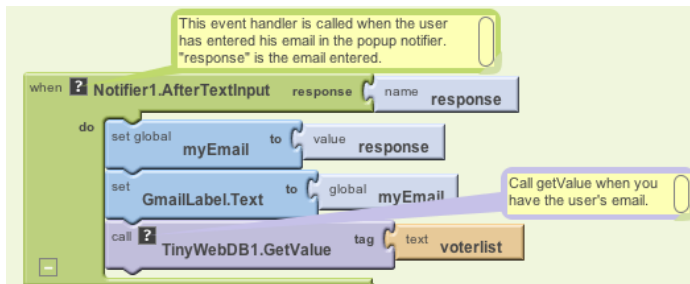 This event handler is called when the user
has entered his email in the popup notifier.
"response" is the email entered.
when ? Notifier1.AfterTextInput response name response
do set global myEmail to value response
set GmailLabel.Text to global myEmail
Call getValue when you
have the user's email.
call ? TinyWebDB1.GetValue tag text voterlist